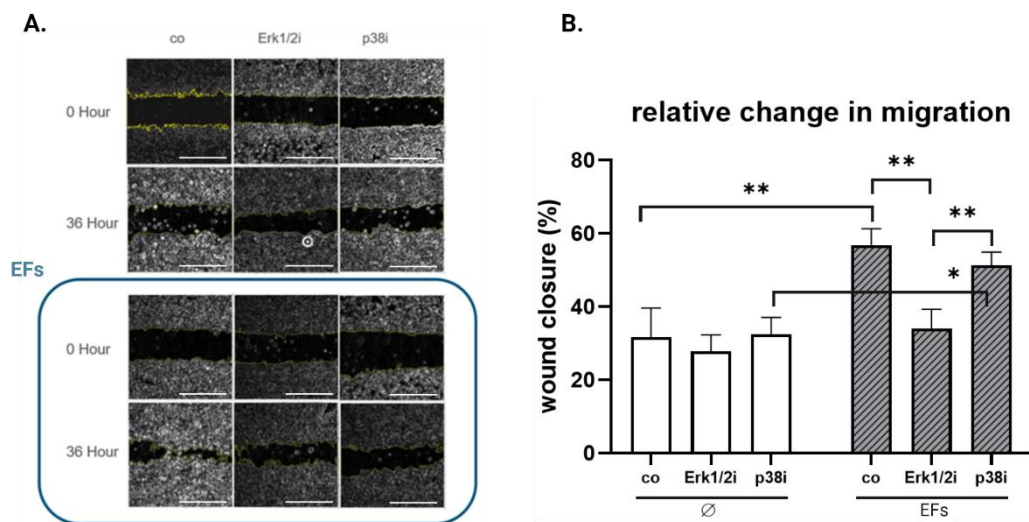 A.
co Erk1/2i p38i
0 Hour
36 Hour
EFs
0 Hour
36 Hour
B.
relative change in migration
wound closure (%)
80
60
40
20
0
**
**
**
*
co Erk1/2i p38i co Erk1/2i p38i
∅ EFs